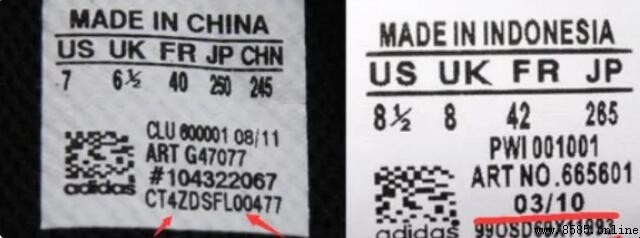 MADE IN CHINA
US UK FR JP CHN
7 6½ 40 250 245
CLU 600001 08/11
ART G47077
#104322067
CT4ZDSFL00477
adidas
MADE IN INDONESIA
US UK FR JP
8½ 8 42 265
PWI 001001
ART NO.665601
03/10
adidas
www.8585.online